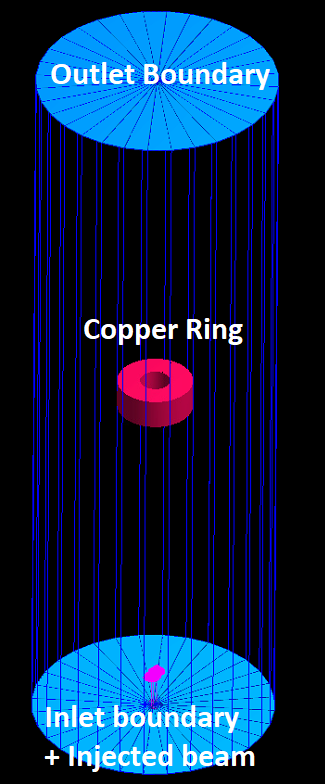 Outlet Boundary
Copper Ring
Inlet boundary
+ Injected beam